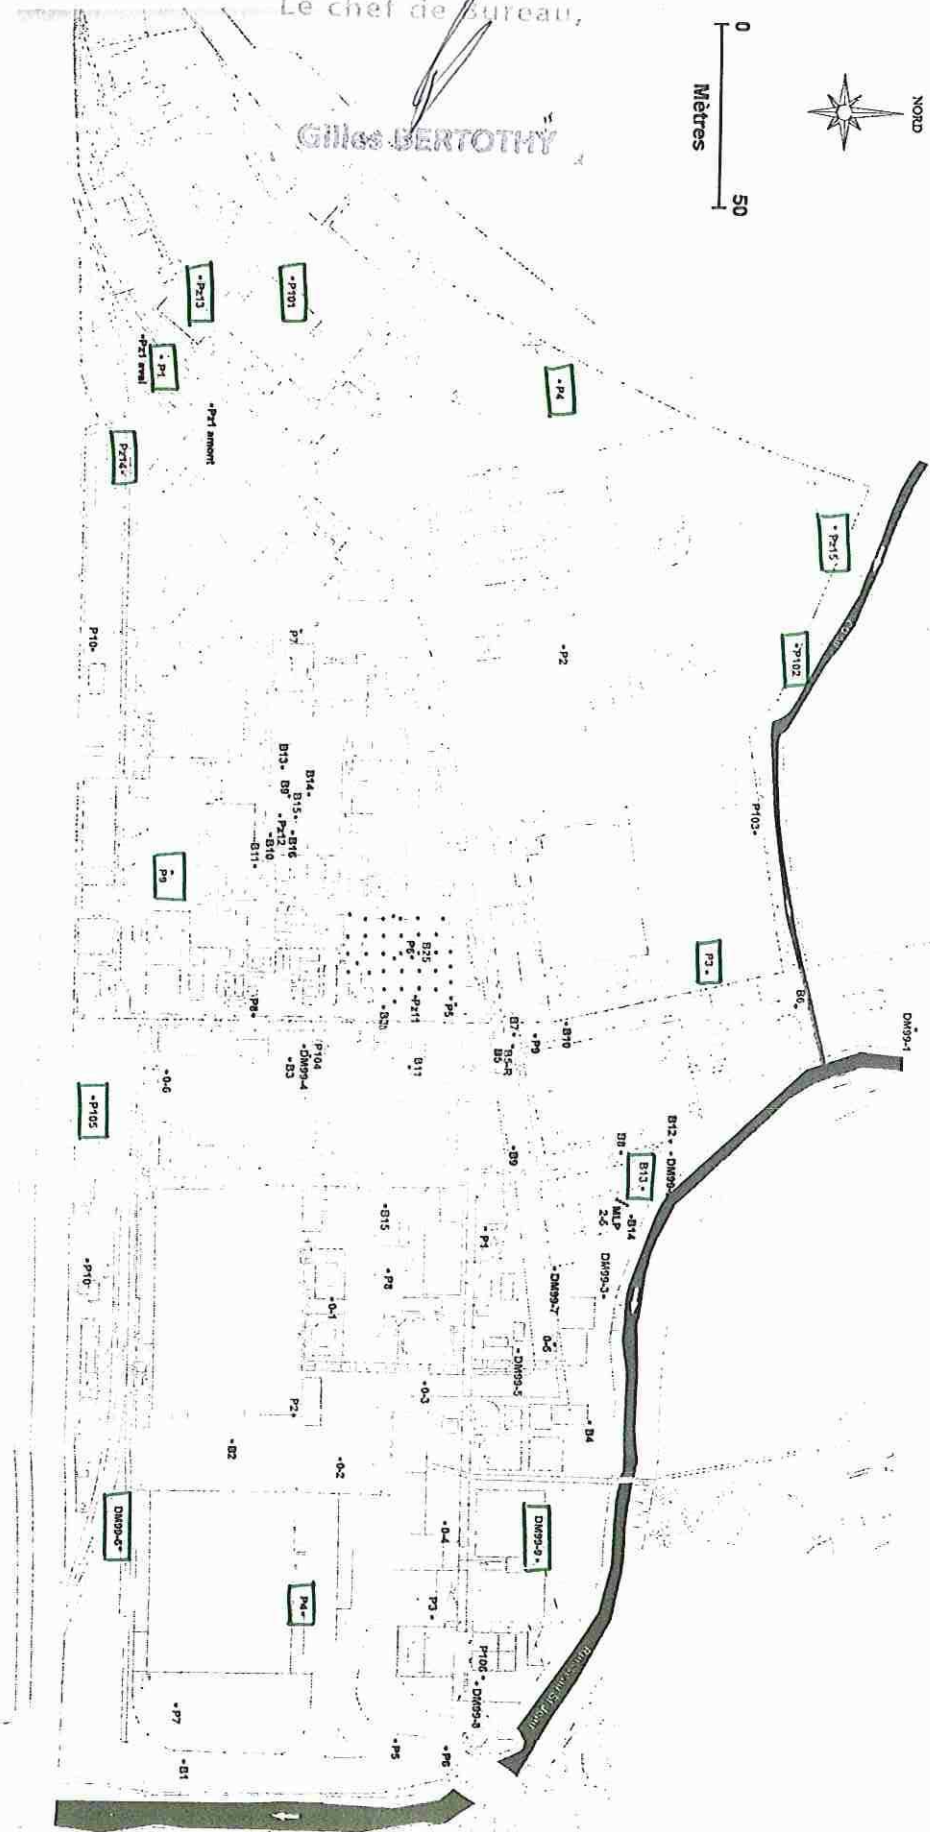 Le chef de Bureau,
Gilles BERTOTHY
0
50
Mètres
NORD
Pz13
P101
P1
Pz1 aval
Pz1 amont
Pz14
P4
Pz15
P102
P10
P7
P2
P103
B13
B14
B9
B15
Pz12
B16
B10
B11
P9
P3
B6
DM99-1
B25
P6
Pz11
P5
P8
B7
P9
B10
B5-R
B5
B11
P104
DM99-4
B3
0-6
P105
B12
B8
B13
B14
MLP
2-5
DM99-3
B9
B15
P1
P8
DM99-7
0-1
0-5
DM99-5
P10
0-3
P2
B4
B2
0-2
0-4
DM99-9
DM99-6
P4
P3
P106
DM99-8
P7
P5
P6
B1